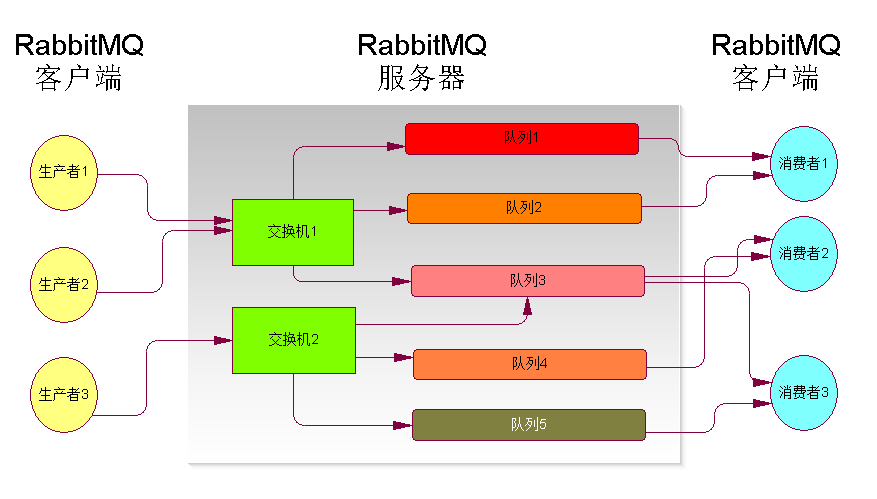 RabbitMQ
客户端
RabbitMQ
服务器
RabbitMQ
客户端
生产者1
生产者2
生产者3
交换机1
交换机2
队列1
队列2
队列3
队列4
队列5
消费者1
消费者2
消费者3